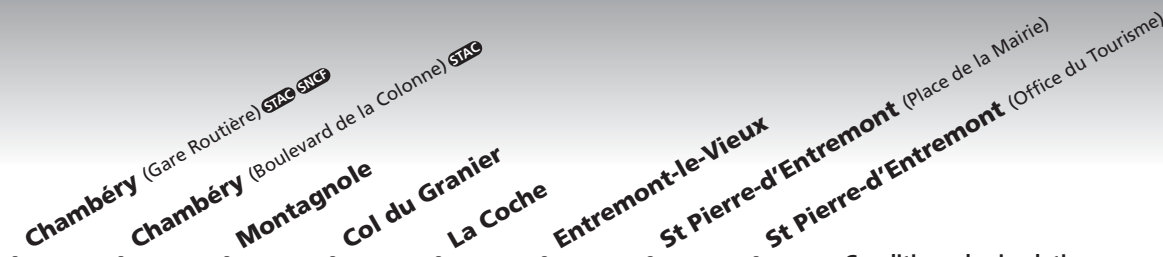 Chambéry (Gare Routière) STAC SNCF
Chambéry (Boulevard de la Colonne) STAC
Montagnole
Col du Granier
La Coche
Entremont-le-Vieux
St Pierre-d'Entremont (Place de la Mairie)
St Pierre-d'Entremont (Office du Tourisme)